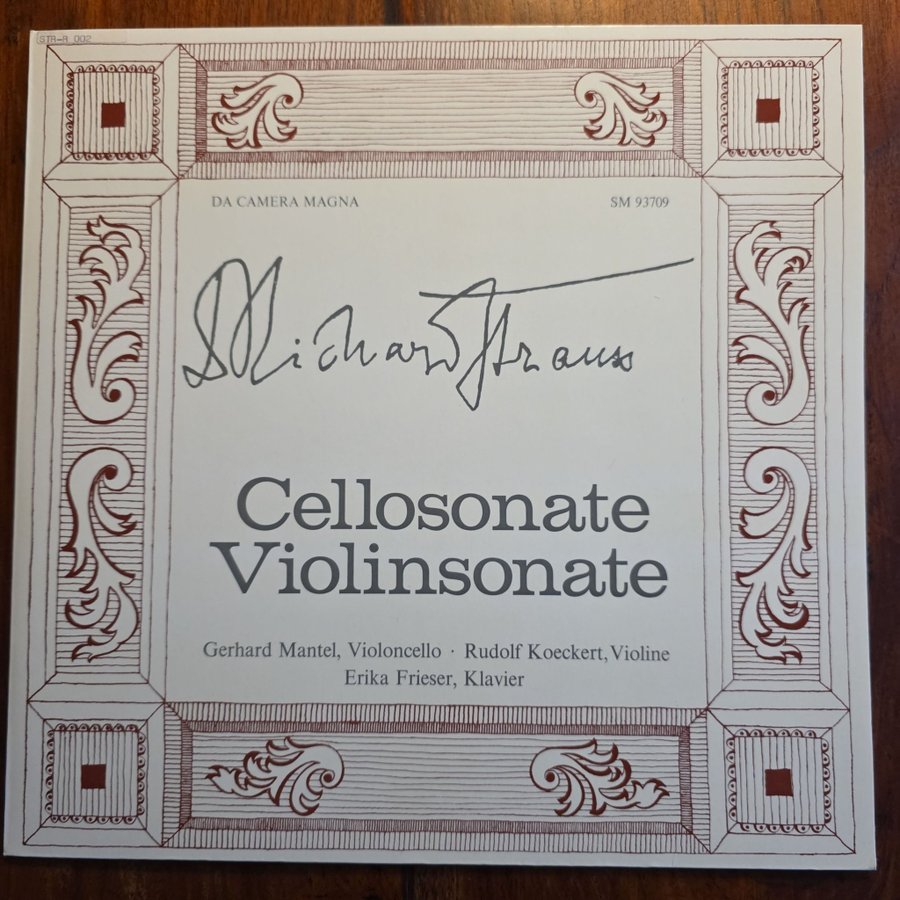 STR-R 002
DA CAMERA MAGNA SM 93709
Richard Strauss
Cellosonate
Violinsonate
Gerhard Mantel, Violoncello · Rudolf Koeckert, Violine
Erika Frieser, Klavier